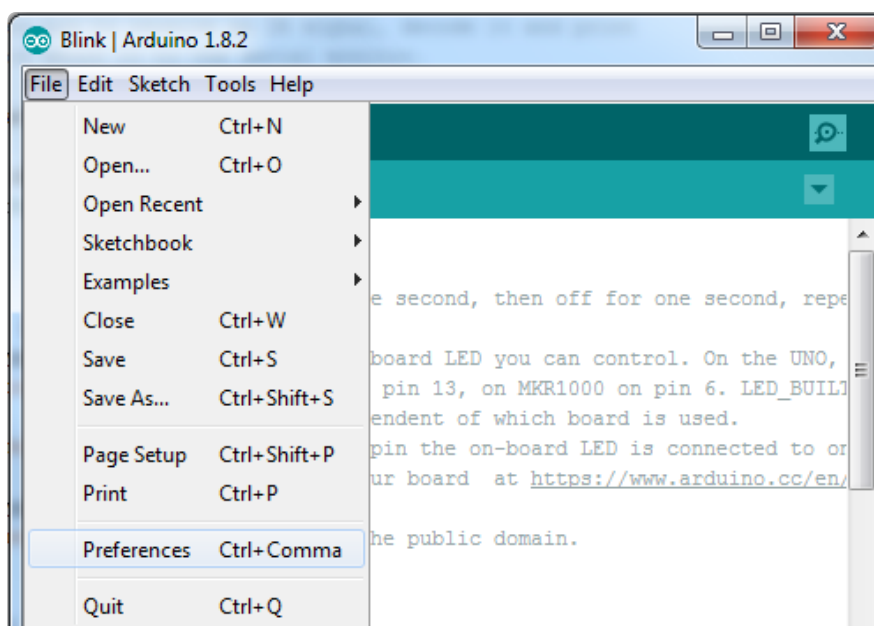 Blink | Arduino 1.8.2
File Edit Sketch Tools Help
New Ctrl+N
Open... Ctrl+O
Open Recent
Sketchbook
Examples
Close Ctrl+W
Save Ctrl+S
Save As... Ctrl+Shift+S
Page Setup Ctrl+Shift+P
Print Ctrl+P
Preferences Ctrl+Comma
Quit Ctrl+Q
e second, then off for one second, repe
board LED you can control. On the UNO,
pin 13, on MKR1000 on pin 6. LED_BUILT
endent of which board is used.
pin the on-board LED is connected to on
ur board at https://www.arduino.cc/en/
he public domain.